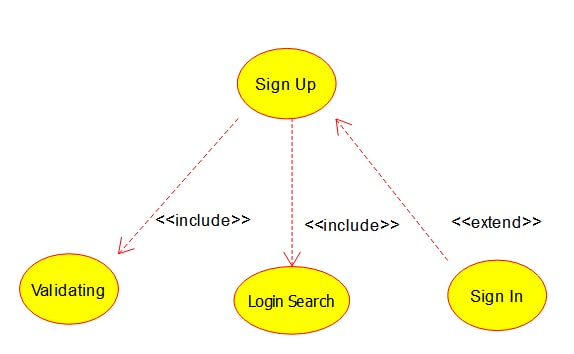 Sign Up
<<include>>
<<include>>
<<extend>>
Validating
Login Search
Sign In